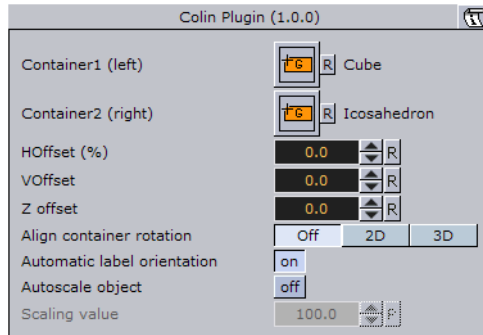 Colin Plugin (1.0.0)
Container1 (left) G R Cube
Container2 (right) G R Icosahedron
HOffset (%) 0.0 R
VOffset 0.0 R
Z offset 0.0 R
Align container rotation Off 2D 3D
Automatic label orientation on
Autoscale object off
Scaling value 100.0 R